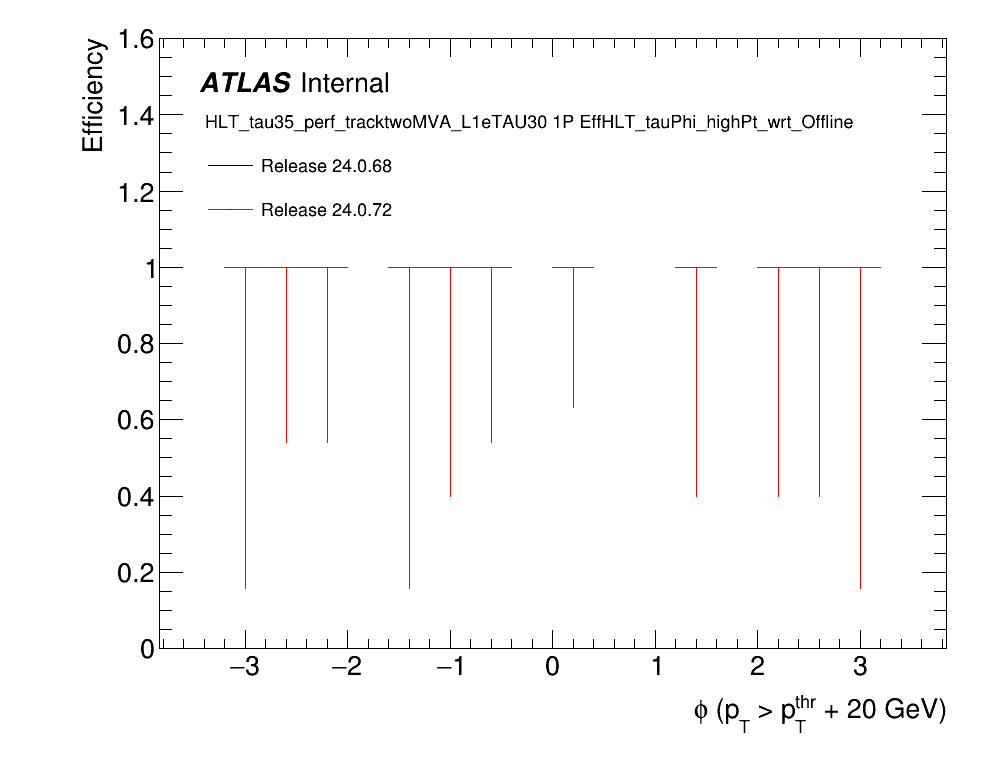 Efficiency
1.6
1.4
1.2
1
0.8
0.6
0.4
0.2
0
ATLAS Internal
HLT_tau35_perf_tracktwoMVA_L1eTAU30 1P EffHLT_tauPhi_highPt_wrt_Offline
Release 24.0.68
Release 24.0.72
−3 −2 −1 0 1 2 3
ϕ (p_T > p_T^thr + 20 GeV)